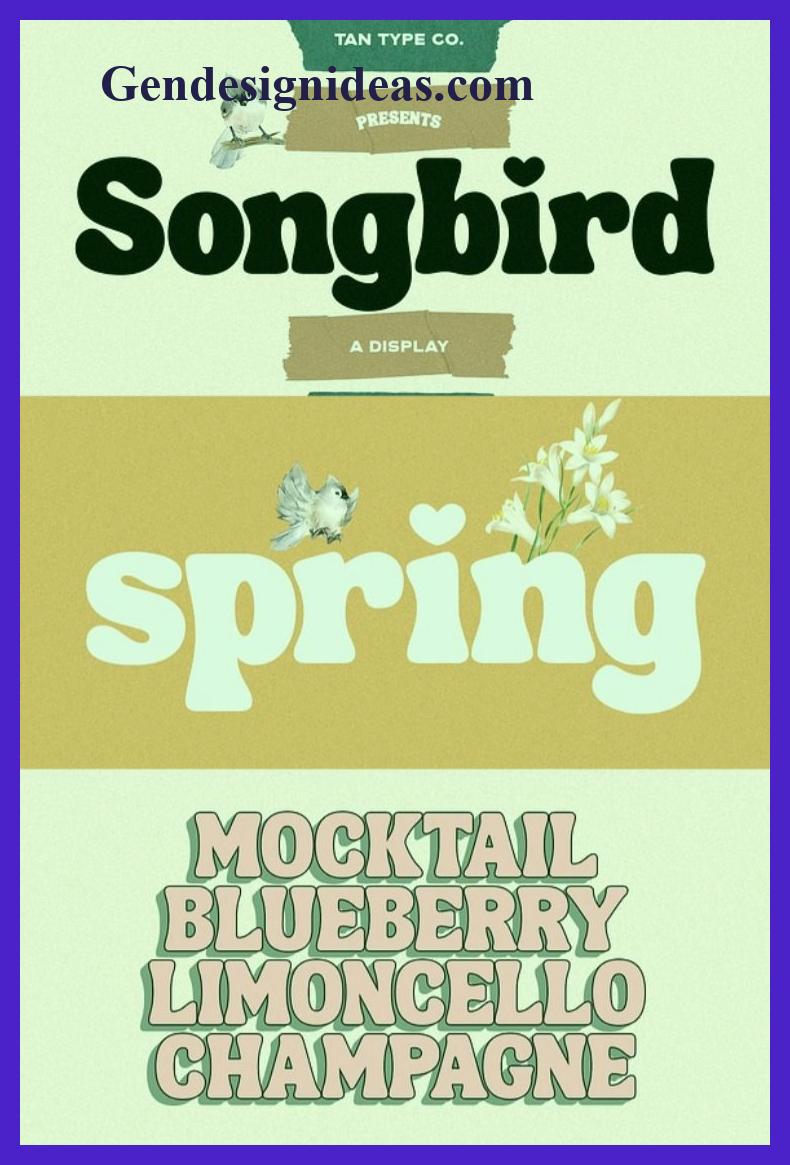 TAN TYPE CO.
Gendesignideas.com
PRESENTS
Songbird
A DISPLAY
spring
MOCKTAIL
BLUEBERRY
LIMONCELLO
CHAMPAGNE